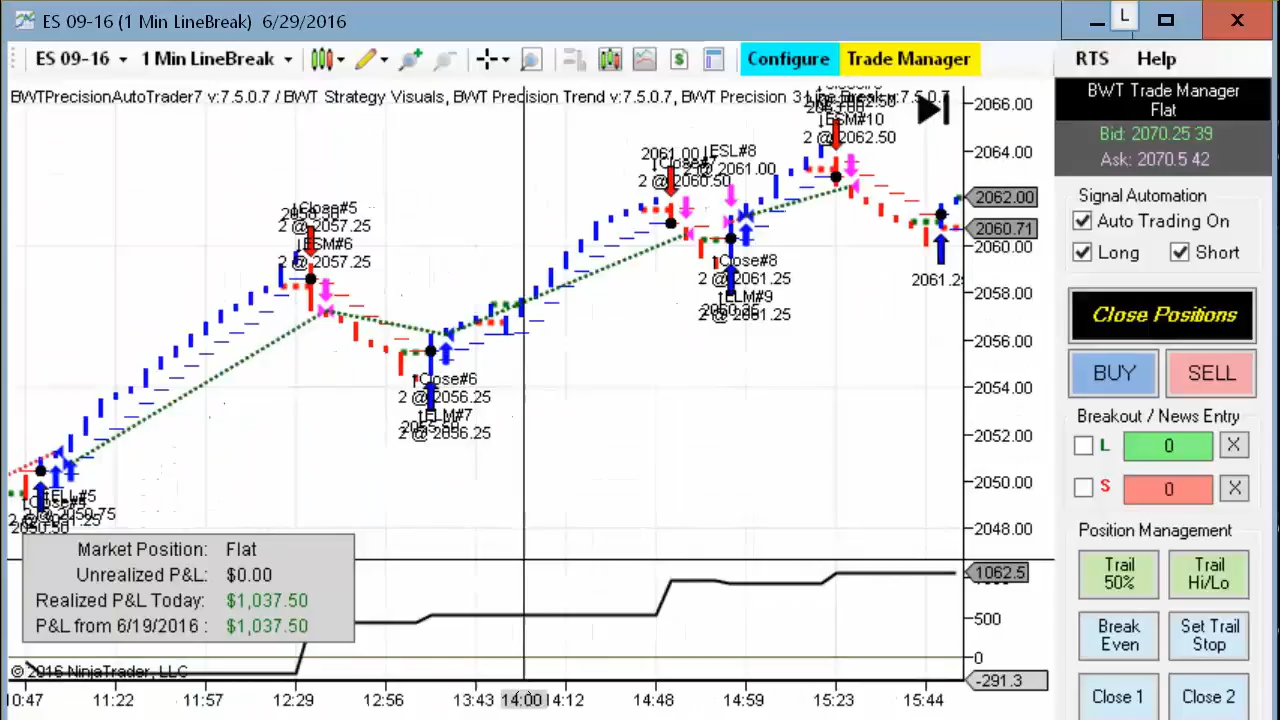 ES 09-16 (1 Min LineBreak) 6/29/2016
L
X
ES 09-16 1 Min LineBreak Configure Trade Manager
RTS Help
BWTPrecisionAutoTrader7 v:7.5.0.7 / BWT Strategy Visuals, BWT Precision Trend v:7.5.0.7, BWT Precision 3 Line Break v:7.5.0.7
BWT Trade Manager
Flat
Bid: 2070.25 39
Ask: 2070.5 42
Signal Automation
Auto Trading On
Long Short
Close Positions
BUY SELL
Breakout / News Entry
L 0 X
S 0 X
Position Management
Trail 50%
Trail Hi/Lo
Break Even
Set Trail Stop
Close 1 Close 2
2066.00
2064.00
2062.00
2060.71
2060.00
2058.00
2056.00
2054.00
2052.00
2050.00
2048.00
1062.5
500
0
-291.3
ESM#10
2 @ 2062.50
2061.00
ESL#8
2 @ 2061.00
2 @ 2060.50
Close#5
2 @ 2057.25
ESM#6
2 @ 2057.25
Close#8
2 @ 2061.25
ELM#9
2 @ 2061.25
Close#6
2 @ 2056.25
ELM#7
2 @ 2056.25
ELL#5
2 @ 2050.75
2050.50
Market Position: Flat
Unrealized P&L: $0.00
Realized P&L Today: $1,037.50
P&L from 6/19/2016 : $1,037.50
© 2016 NinjaTrader, LLC
10:47 11:22 11:57 12:29 12:56 13:43 14:00 14:12 14:48 14:59 15:23 15:44